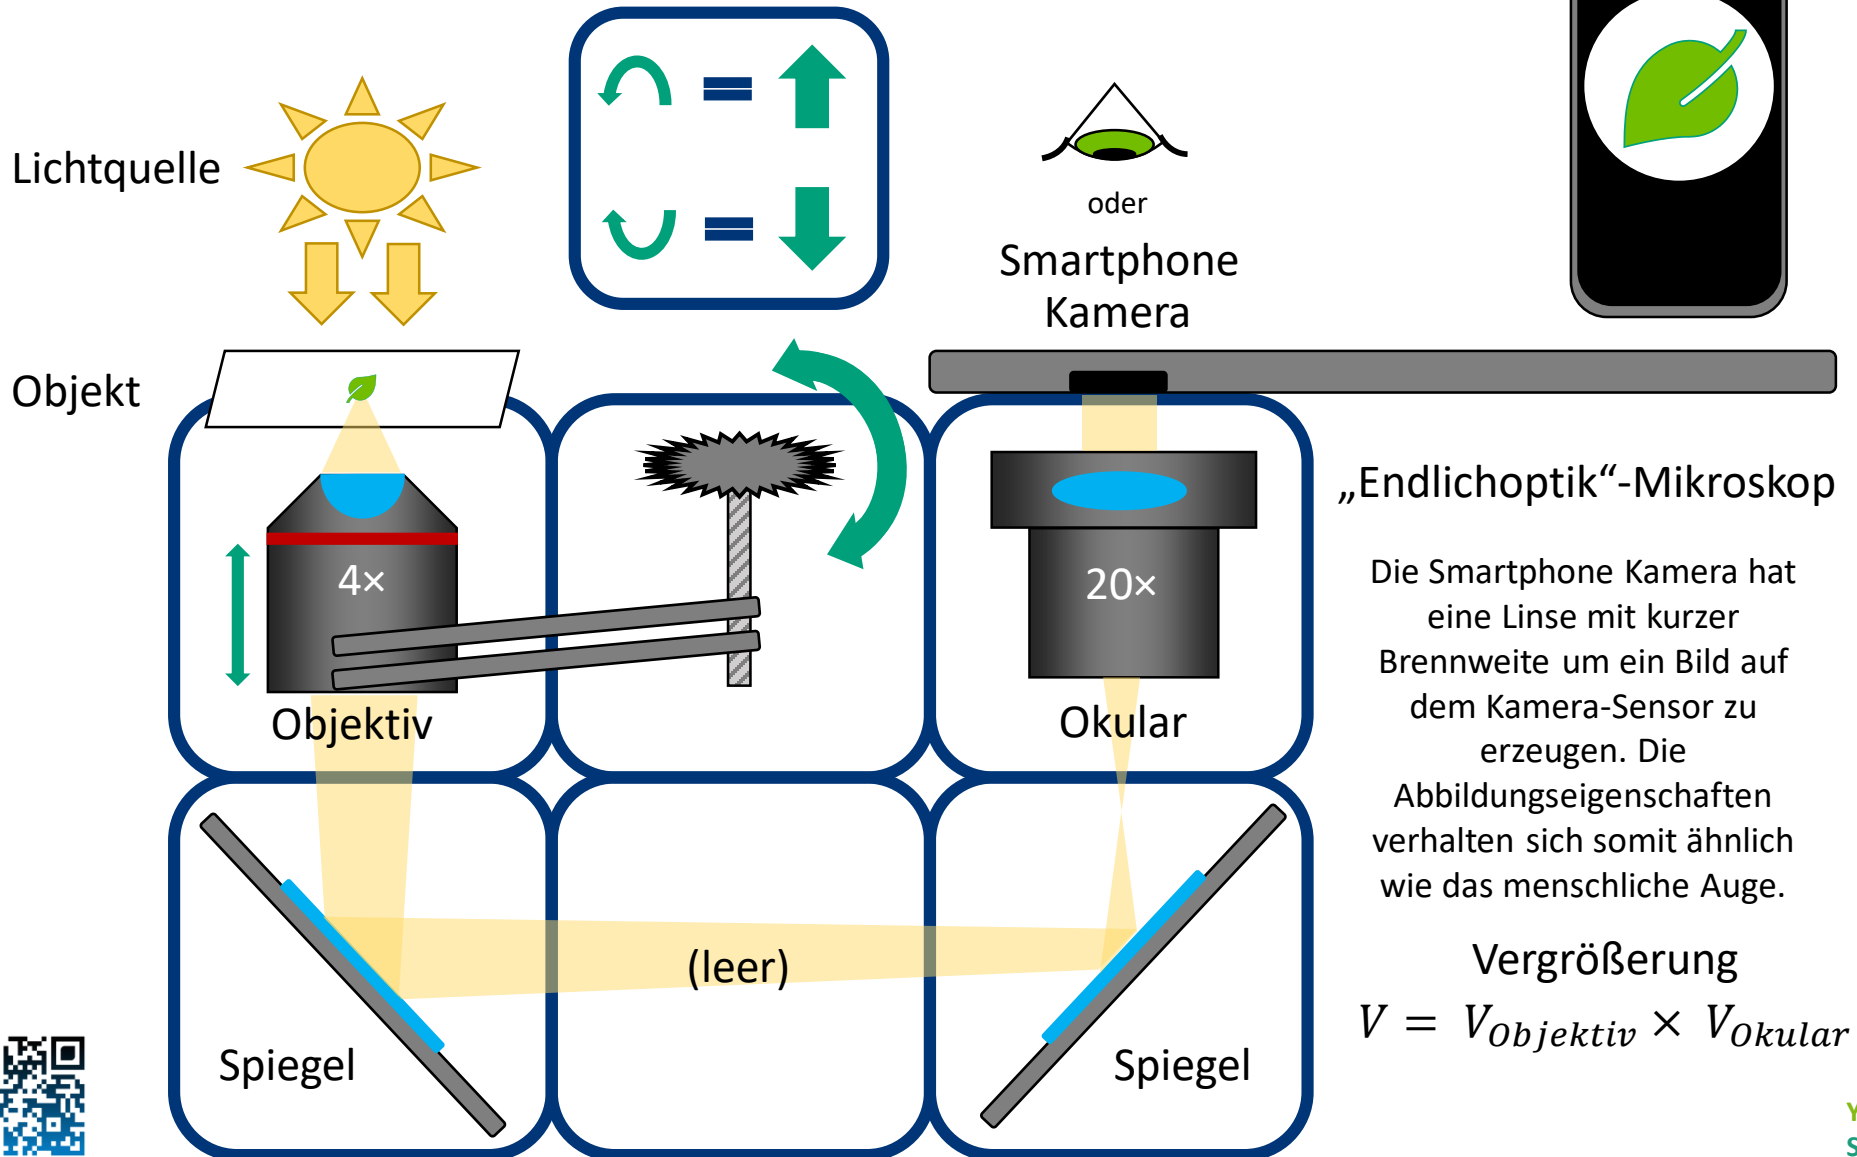 Lichtquelle
oder
Smartphone
Kamera
Objekt
4×
Objektiv
20×
Okular
„Endlichoptik“-Mikroskop
Die Smartphone Kamera hat
eine Linse mit kurzer
Brennweite um ein Bild auf
dem Kamera-Sensor zu
erzeugen. Die
Abbildungseigenschaften
verhalten sich somit ähnlich
wie das menschliche Auge.
(leer)
Spiegel
Spiegel
Vergrößerung
V = V_Objektiv × V_Okular
Y
S